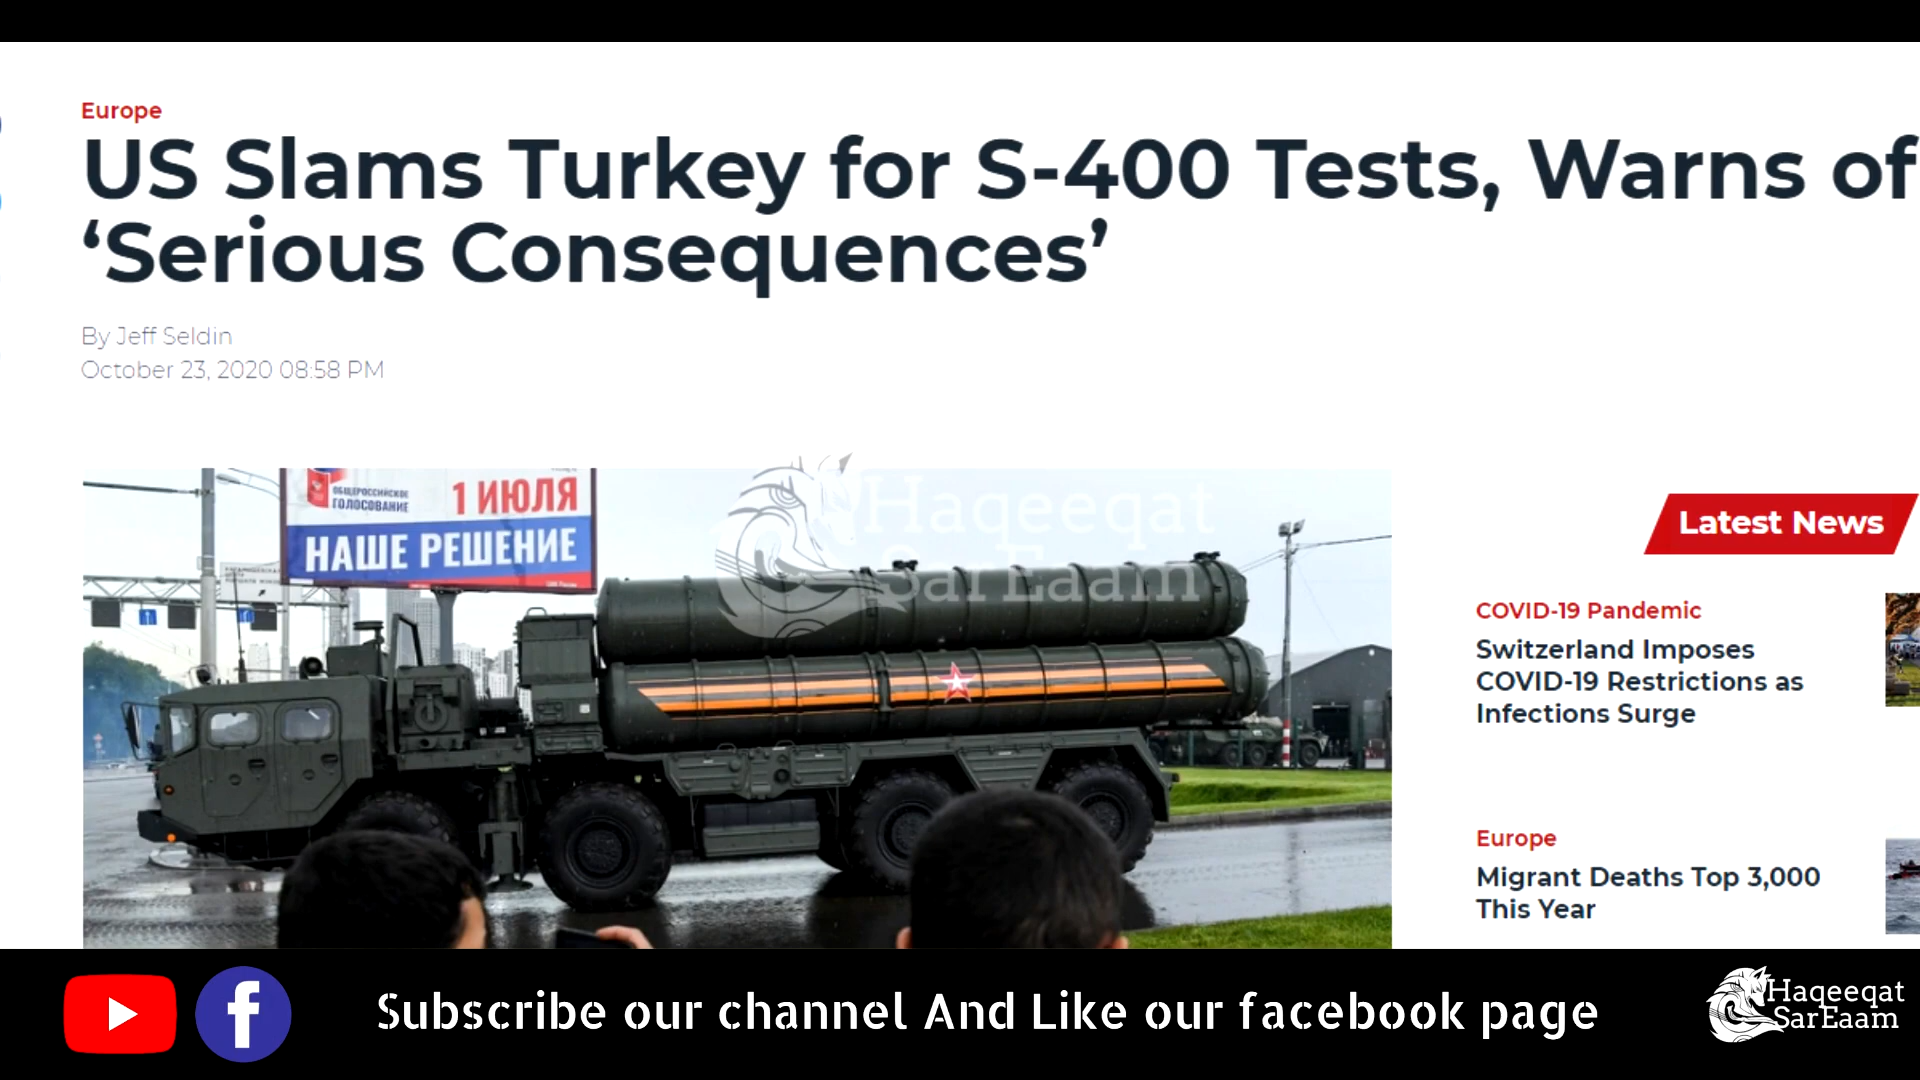 Europe
US Slams Turkey for S-400 Tests, Warns of
‘Serious Consequences’
By Jeff Seldin
October 23, 2020 08:58 PM
ОБЩЕРОССИЙСКОЕ
ГОЛОСОВАНИЕ
1 ИЮЛЯ
НАШЕ РЕШЕНИЕ
Haqeeqat
SarEaam
Latest News
COVID-19 Pandemic
Switzerland Imposes
COVID-19 Restrictions as
Infections Surge
Europe
Migrant Deaths Top 3,000
This Year
f
Subscribe our channel And Like our facebook page
Haqeeqat
SarEaam